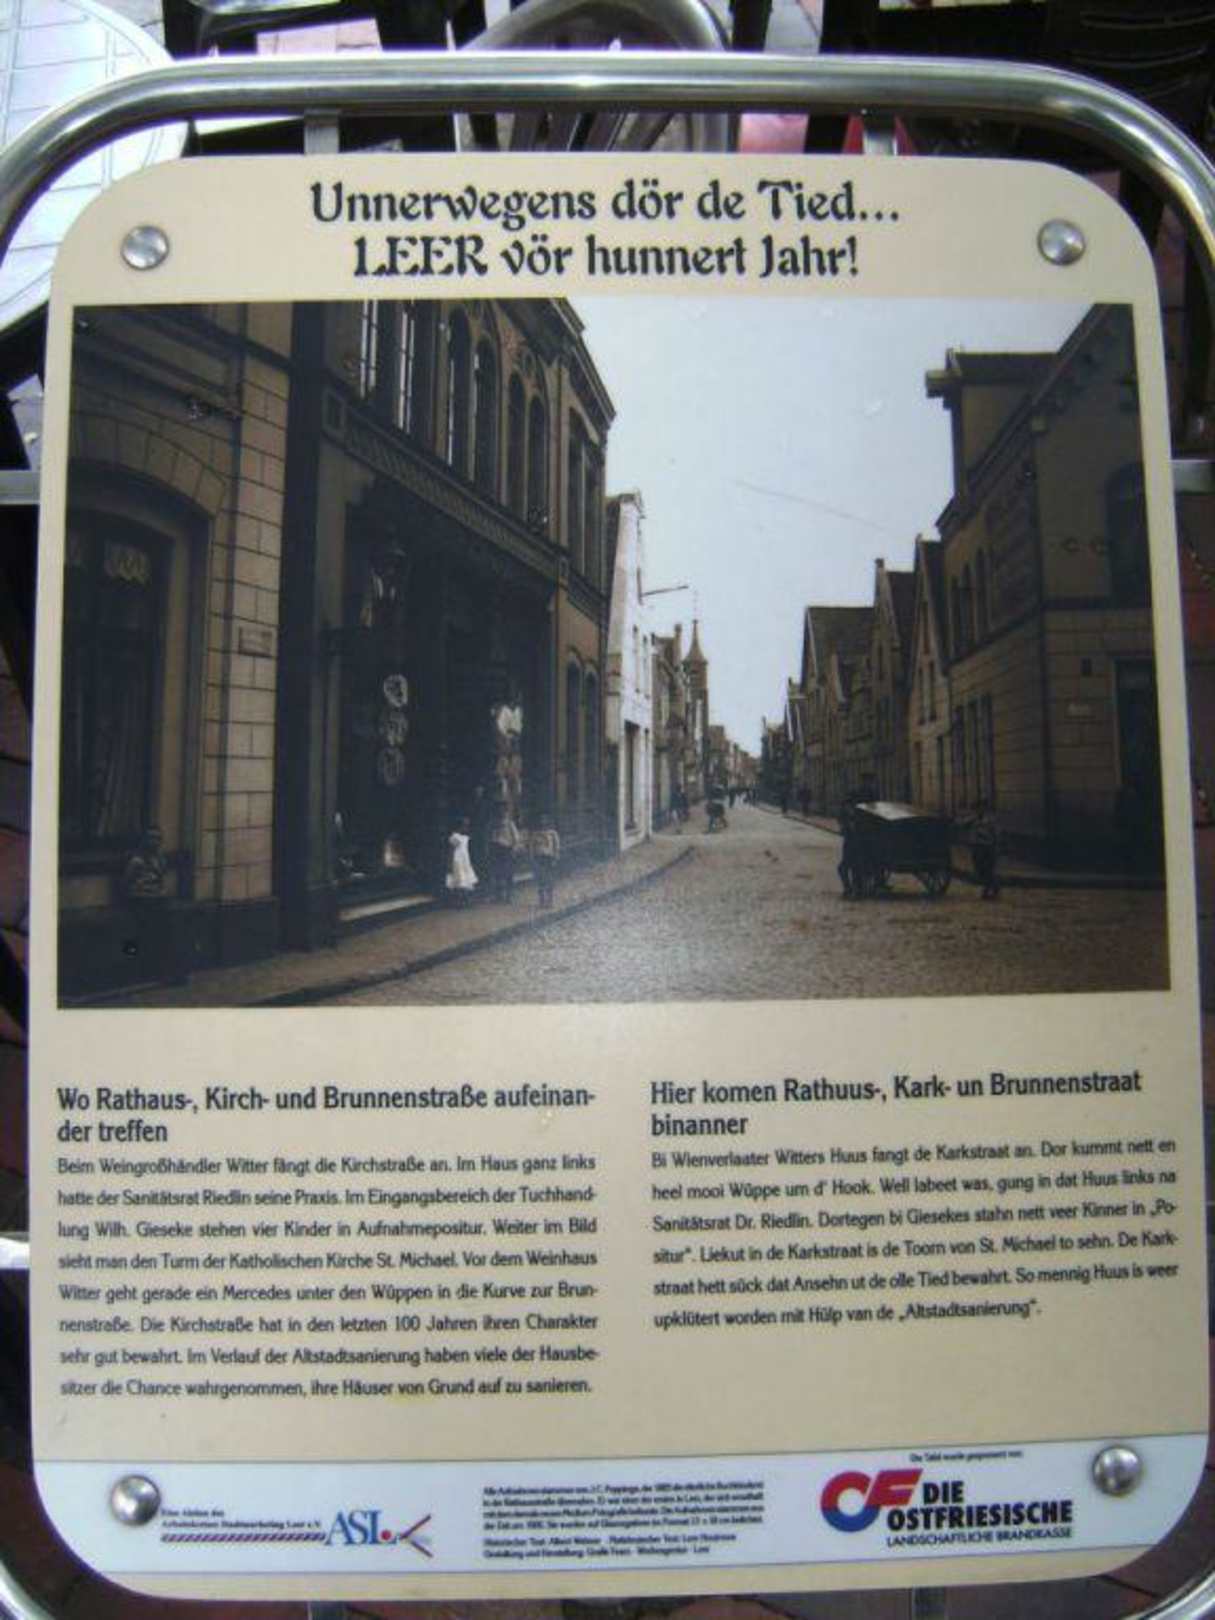 Unnerwegens dör de Tied...
LEER vör hunnert Jahr!
Wo Rathaus-, Kirch- und Brunnenstraße aufeinan-
der treffen
Beim Weingroßhändler Witter fängt die Kirchstraße an. Im Haus ganz links
hatte der Sanitätsrat Riedlin seine Praxis. Im Eingangsbereich der Tuchhand-
lung Wilh. Gieseke stehen vier Kinder in Aufnahmepositur. Weiter im Bild
sieht man den Turm der Katholischen Kirche St. Michael. Vor dem Weinhaus
Witter geht gerade ein Mercedes unter den Wüppen in die Kurve zur Brun-
nenstraße. Die Kirchstraße hat in den letzten 100 Jahren ihren Charakter
sehr gut bewahrt. Im Verlauf der Altstadtsanierung haben viele der Hausbe-
sitzer die Chance wahrgenommen, ihre Häuser von Grund auf zu sanieren.
Hier komen Rathuus-, Kark- un Brunnenstraat
binanner
Bi Wienverlaater Witters Huus fangt de Karkstraat an. Dor kummt nett en
heel mooi Wüppe um d' Hook. Well labeet was, gung in dat Huus links na
Sanitätsrat Dr. Riedlin. Dortegen bi Giesekes stahn nett veer Kinner in „Po-
situr". Liekut in de Karkstraat is de Toorn von St. Michael to sehn. De Kark-
straat hett sück dat Ansehn ut de olle Tied bewahrt. So mennig Huus is weer
upklütert worden mit Hülp van de „Altstadtsanierung".
Eine Aktion des
ASL
Die Tafel wurde gesponsert von:
DIE
OSTFRIESISCHE
LANDSCHAFTLICHE BRANDKASSE